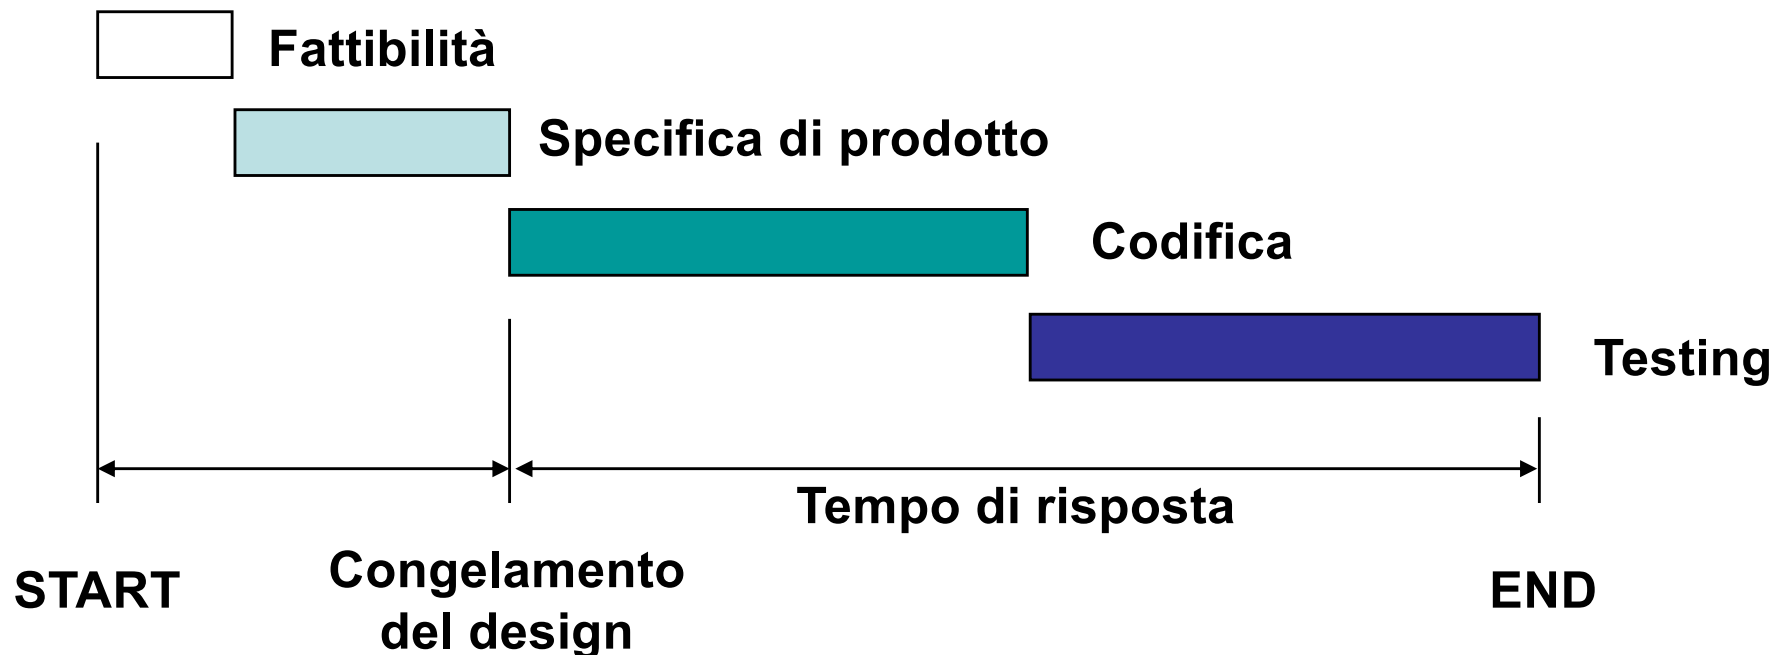 Fattibilità
Specifica di prodotto
Codifica
Testing
Tempo di risposta
START
Congelamento
del design
END